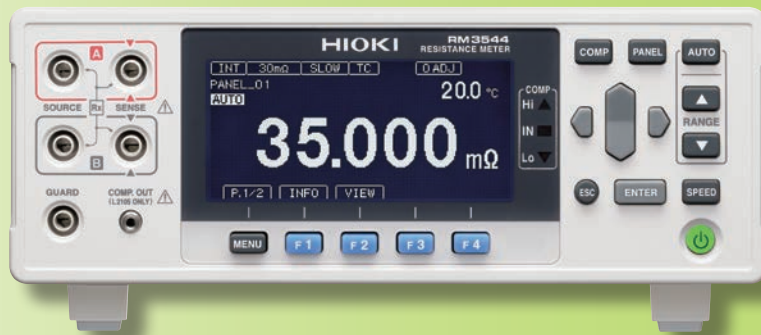 HIOKI
RM3544
RESISTANCE METER
INT 30mΩ SLOW TC 0 ADJ
PANEL_01
AUTO
20.0 °C
35.000 mΩ
P.1/2 INFO VIEW
COMP
Hi
IN
Lo
A
SOURCE Rx SENSE
B
GUARD
COMP. OUT
(L2105 ONLY)
MENU F1 F2 F3 F4
COMP PANEL AUTO
RANGE
ESC ENTER SPEED